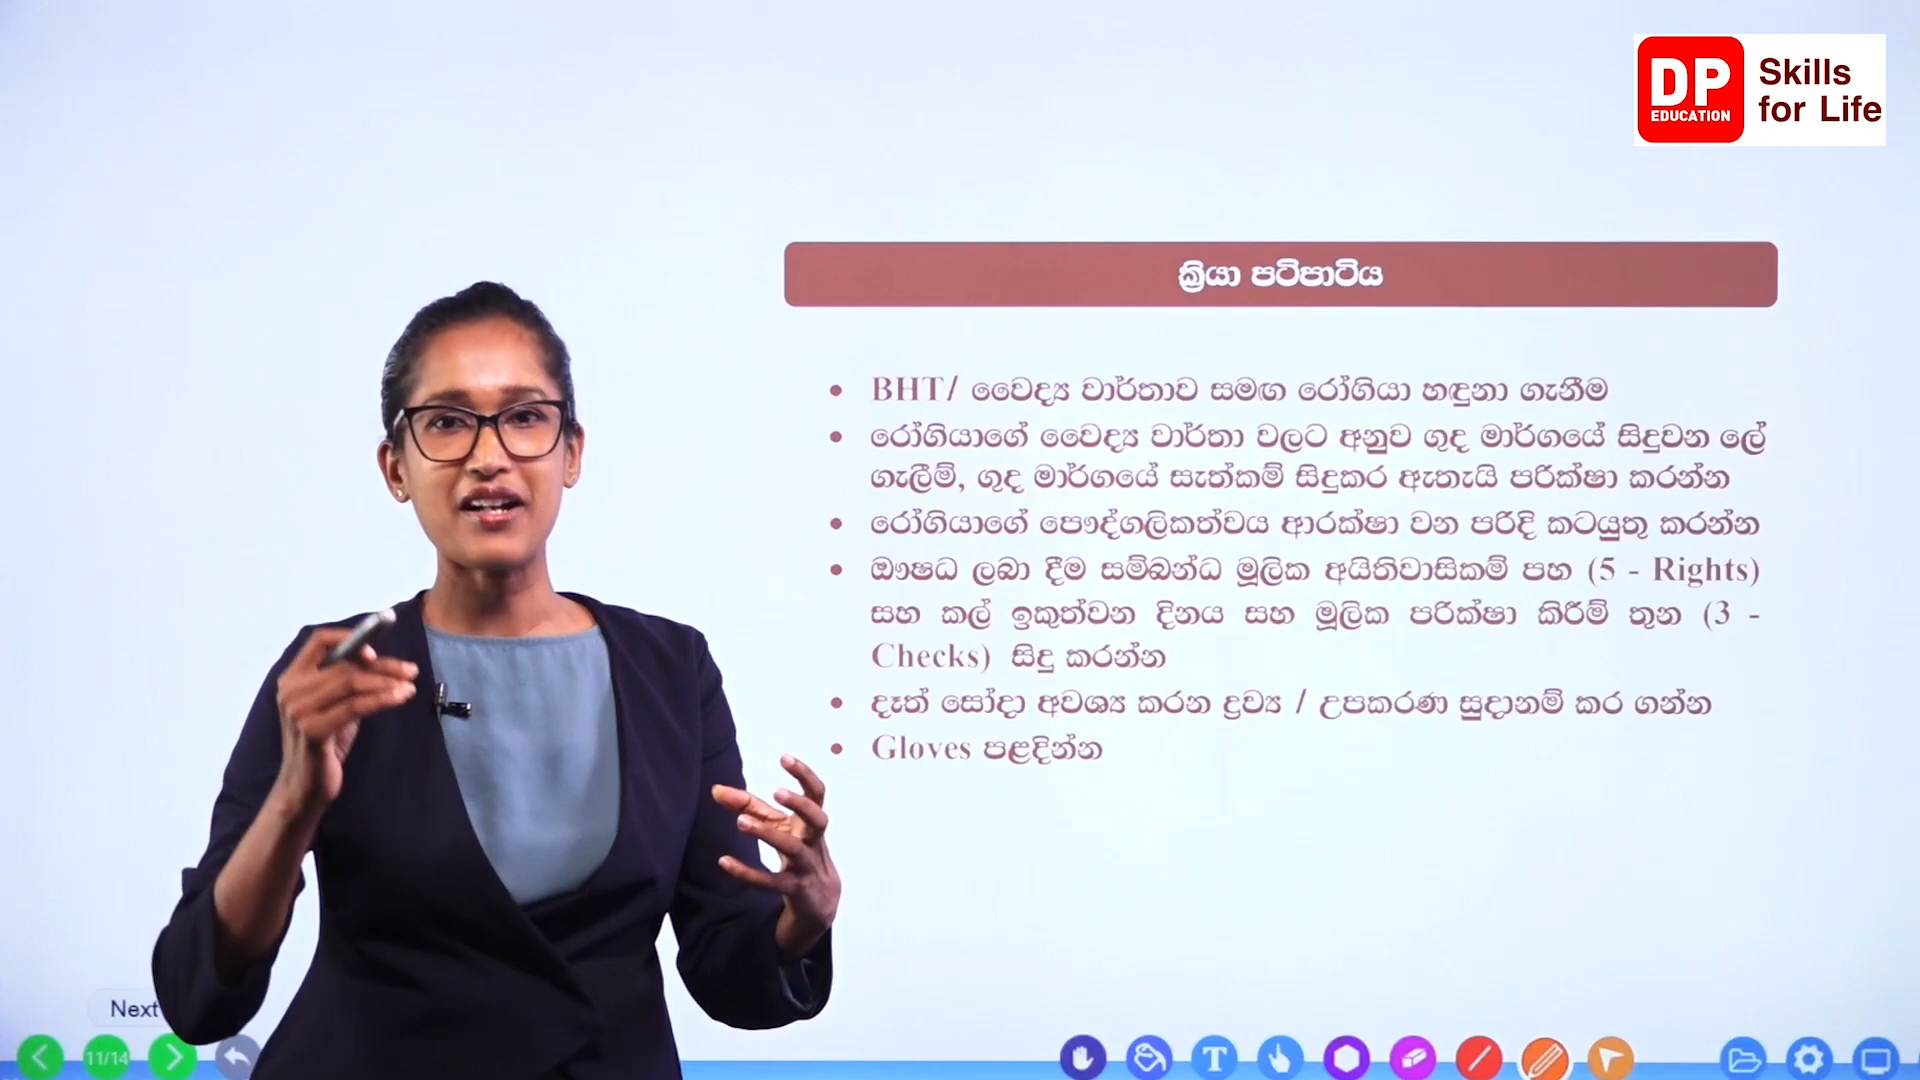 DP
EDUCATION
Skills
for Life
ක්‍රියා පටිපාටිය
• BHT/ වෛද්‍ය වාර්තාව සමඟ රෝගියා හඳුනා ගැනීම
• රෝගියාගේ වෛද්‍ය වාර්තා වලට අනුව ගුද මාර්ගයේ සිදුවන ලේ
ගැලීම්, ගුද මාර්ගයේ සැත්කම් සිදුකර ඇතැයි පරික්ෂා කරන්න
• රෝගියාගේ පෞද්ගලිකත්වය ආරක්ෂා වන පරිදි කටයුතු කරන්න
• ඖෂධ ලබා දීම සම්බන්ධ මූලික අයිතිවාසිකම් පහ (5 - Rights)
සහ කල් ඉකුත්වන දිනය සහ මූලික පරික්ෂා කිරීම් තුන (3 -
Checks) සිදු කරන්න
• දෑත් සෝදා අවශ්‍ය කරන ද්‍රව්‍ය / උපකරණ සුදානම් කර ගන්න
• Gloves පළදින්න
Next
11/14
T